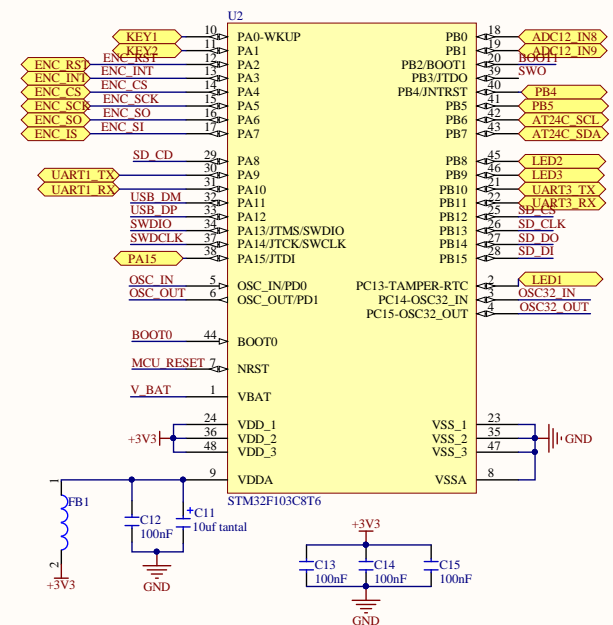 U2
KEY1 10 PA0-WKUP PB0 18 ADC12_IN8
KEY2 11 PA1 PB1 19 ADC12_IN9
ENC_RST ENC_RST 12 PA2 PB2/BOOT1 20 BOOT1
ENC_INT ENC_INT 13 PA3 PB3/JTDO 39 SWO
ENC_CS ENC_CS 14 PA4 PB4/JNTRST 40 PB4
ENC_SCK ENC_SCK 15 PA5 PB5 41 PB5
ENC_SO ENC_SO 16 PA6 PB6 42 AT24C_SCL
ENC_IS ENC_SI 17 PA7 PB7 43 AT24C_SDA
SD_CD 29 PA8 PB8 45 LED2
UART1_TX 30 PA9 PB9 46 LED3
UART1_RX 31 PA10 PB10 21 UART3_TX
USB_DM 32 PA11 PB11 22 UART3_RX
USB_DP 33 PA12 PB12 25 SD_CS
SWDIO 34 PA13/JTMS/SWDIO PB13 26 SD_CLK
SWDCLK 37 PA14/JTCK/SWCLK PB14 27 SD_DO
PA15 38 PA15/JTDI PB15 28 SD_DI
OSC_IN 5 OSC_IN/PD0 PC13-TAMPER-RTC 2 LED1
OSC_OUT 6 OSC_OUT/PD1 PC14-OSC32_IN 3 OSC32_IN
PC15-OSC32_OUT 4 OSC32_OUT
BOOT0 44 BOOT0
MCU_RESET 7 NRST
V_BAT 1 VBAT
24 VDD_1 VSS_1 23
+3V3 36 VDD_2 VSS_2 35 GND
48 VDD_3 VSS_3 47
9 VDDA VSSA 8
STM32F103C8T6
1
FB1
2
+3V3
C12
100nF
+ C11
10uf tantal
GND
+3V3
C13
100nF
C14
100nF
C15
100nF
GND